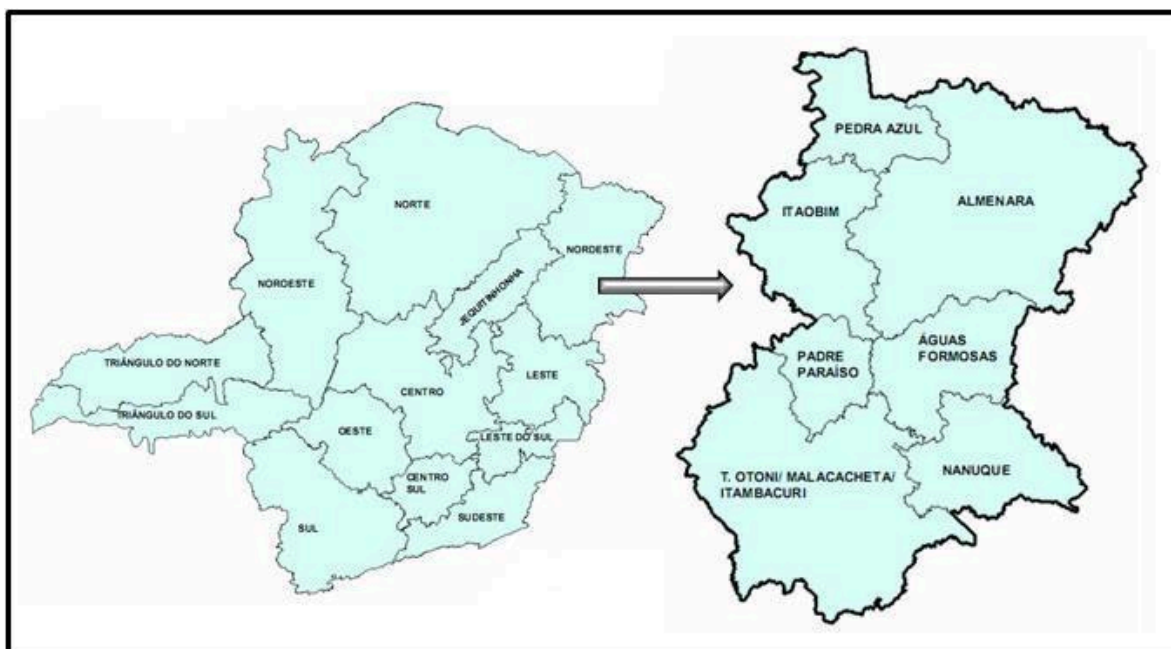 NORTE
NORDESTE
NORDESTE
JEQUITINHONHA
TRIÂNGULO DO NORTE
TRIÂNGULO DO SUL
CENTRO
LESTE
OESTE
LESTE DO SUL
CENTRO
SUL
SUDESTE
SUL
PEDRA AZUL
ITAOBIM
ALMENARA
PADRE
PARAÍSO
ÁGUAS
FORMOSAS
T. OTONI/ MALACACHETA/
ITAMBACURI
NANUQUE